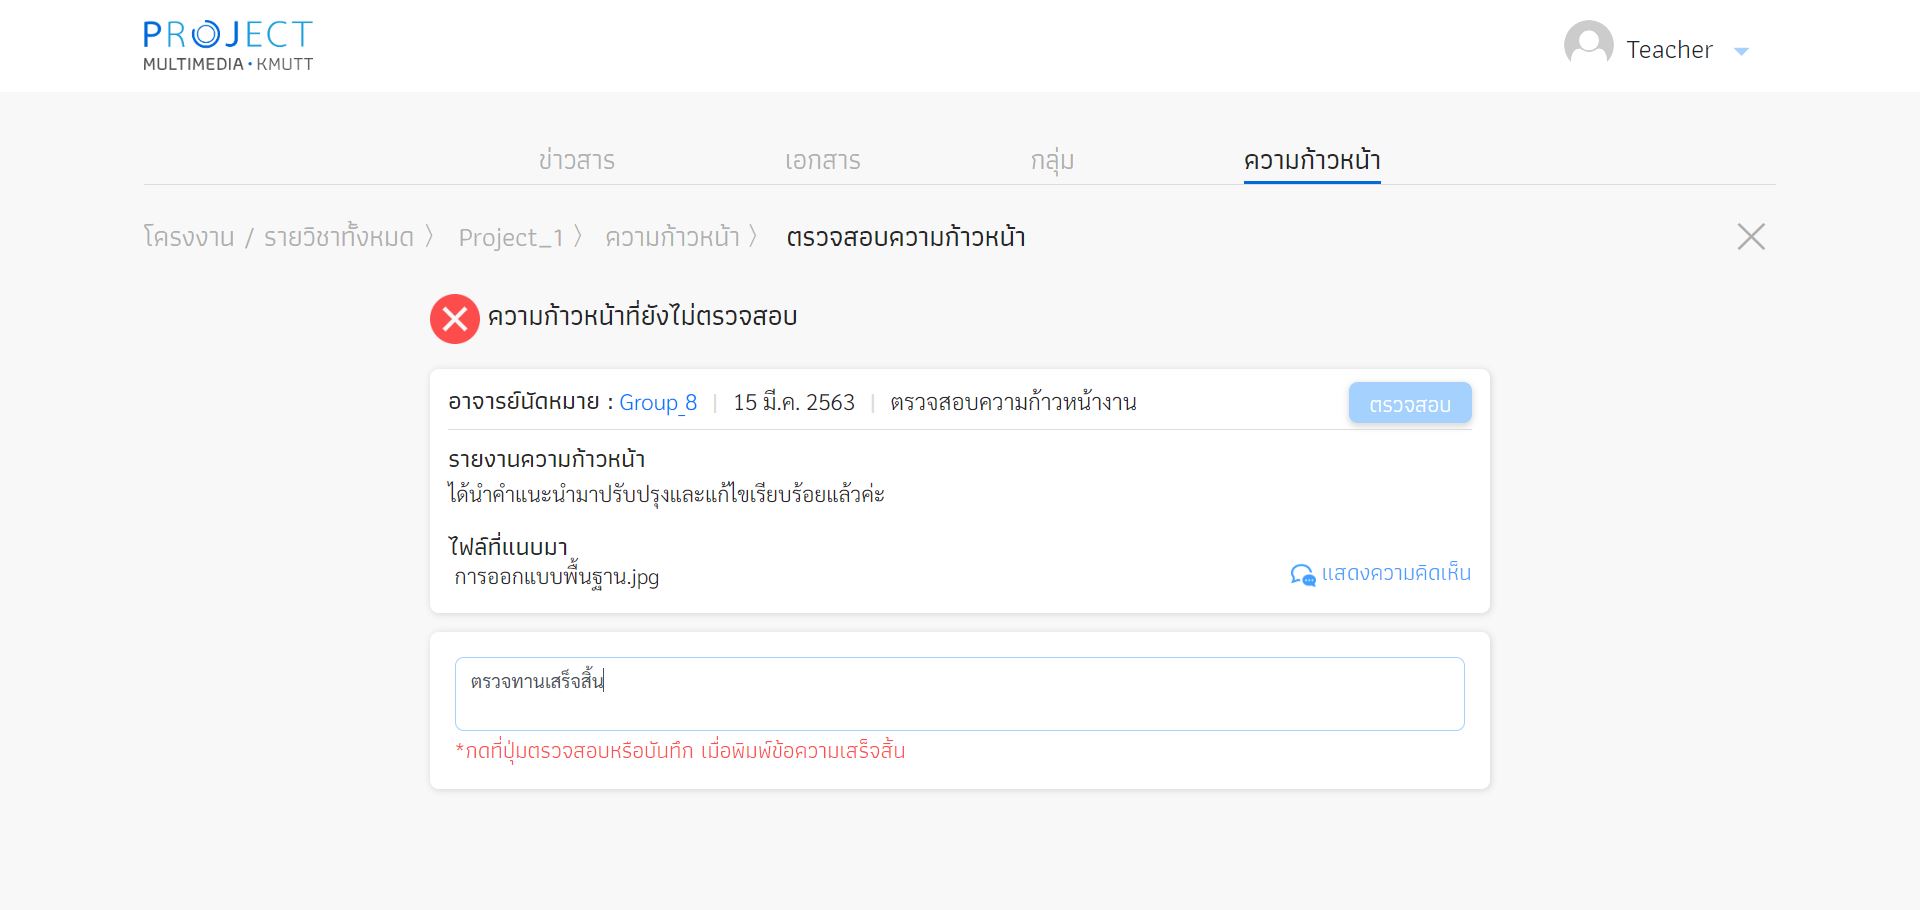 PROJECT
MULTIMEDIA • KMUTT
Teacher
ข่าวสาร เอกสาร กลุ่ม ความก้าวหน้า
โครงงาน / รายวิชาทั้งหมด 〉 Project_1 〉 ความก้าวหน้า 〉 ตรวจสอบความก้าวหน้า
ความก้าวหน้าที่ยังไม่ตรวจสอบ
อาจารย์นัดหมาย : Group_8 | 15 มี.ค. 2563 | ตรวจสอบความก้าวหน้างาน ตรวจสอบ
รายงานความก้าวหน้า
ได้นำคำแนะนำมาปรับปรุงและแก้ไขเรียบร้อยแล้วค่ะ
ไฟล์ที่แนบมา
การออกแบบพื้นฐาน.jpg
แสดงความคิดเห็น
ตรวจทานเสร็จสิ้น
*กดที่ปุ่มตรวจสอบหรือบันทึก เมื่อพิมพ์ข้อความเสร็จสิ้น